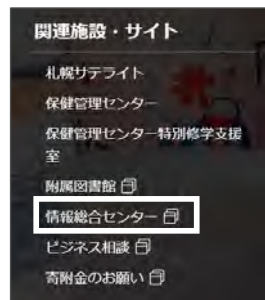 関連施設・サイト
札幌サテライト
保健管理センター
保健管理センター特別修学支援
室
附属図書館
情報総合センター
ビジネス相談
寄附金のお願い